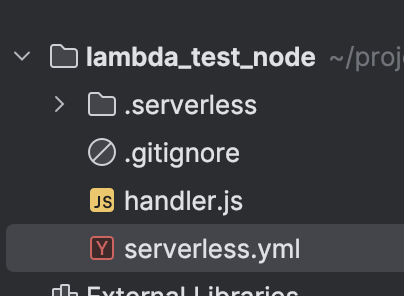 lambda_test_node ~/proj
.serverless
.gitignore
JS handler.js
Y serverless.yml
External Libraries